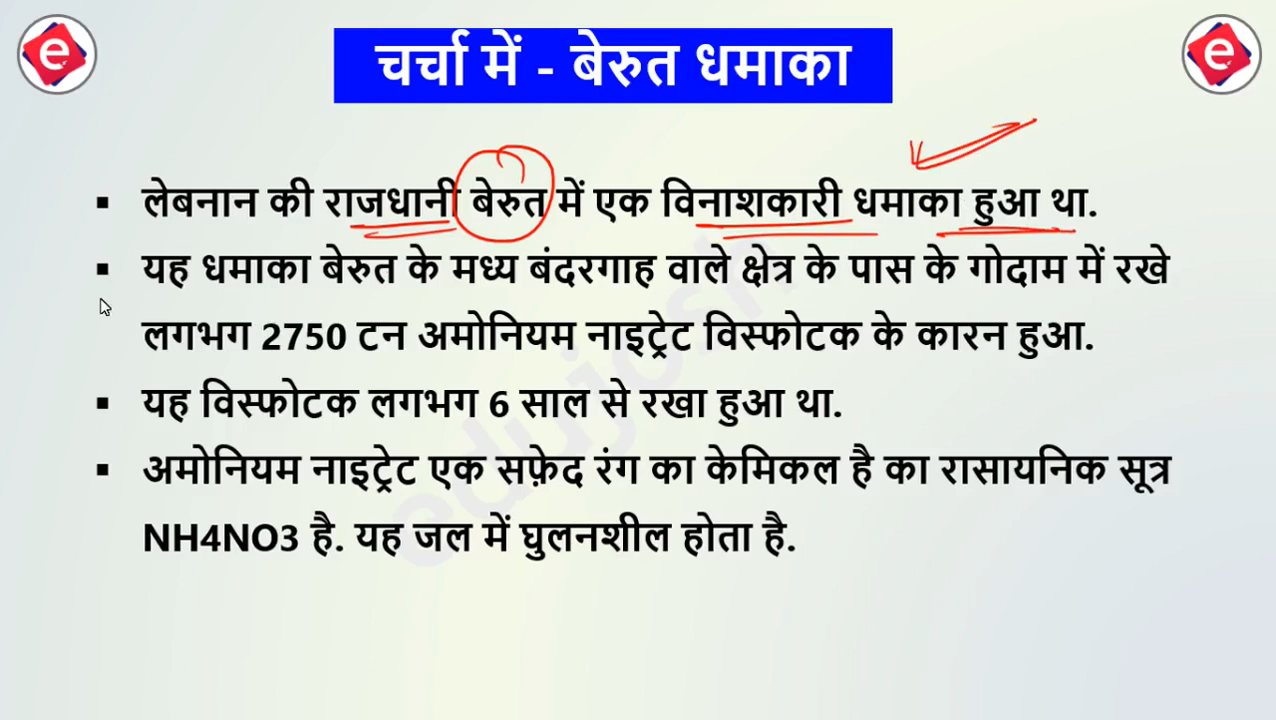 चर्चा में - बेरुत धमाका
▪ लेबनान की राजधानी बेरुत में एक विनाशकारी धमाका हुआ था.
▪ यह धमाका बेरुत के मध्य बंदरगाह वाले क्षेत्र के पास के गोदाम में रखे
लगभग 2750 टन अमोनियम नाइट्रेट विस्फोटक के कारन हुआ.
▪ यह विस्फोटक लगभग 6 साल से रखा हुआ था.
▪ अमोनियम नाइट्रेट एक सफ़ेद रंग का केमिकल है का रासायनिक सूत्र
NH4NO3 है. यह जल में घुलनशील होता है.
edujosh
e
e